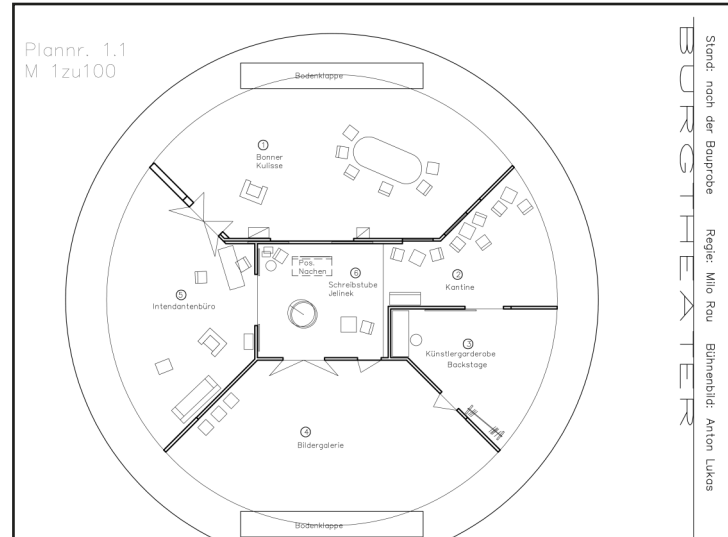 Plannr. 1.1
M 1zu100
Bodenklappe
1
Bonner
Kulisse
2
Kantine
Pos.
Nachen
6
Schreibstube
Jelinek
5
Intendantenbüro
3
Künstlergarderobe
Backstage
4
Bildergalerie
Bodenklappe
BURGTHEATER
Stand: nach der Bauprobe Regie: Milo Rau Bühnenbild: Anton Lukas